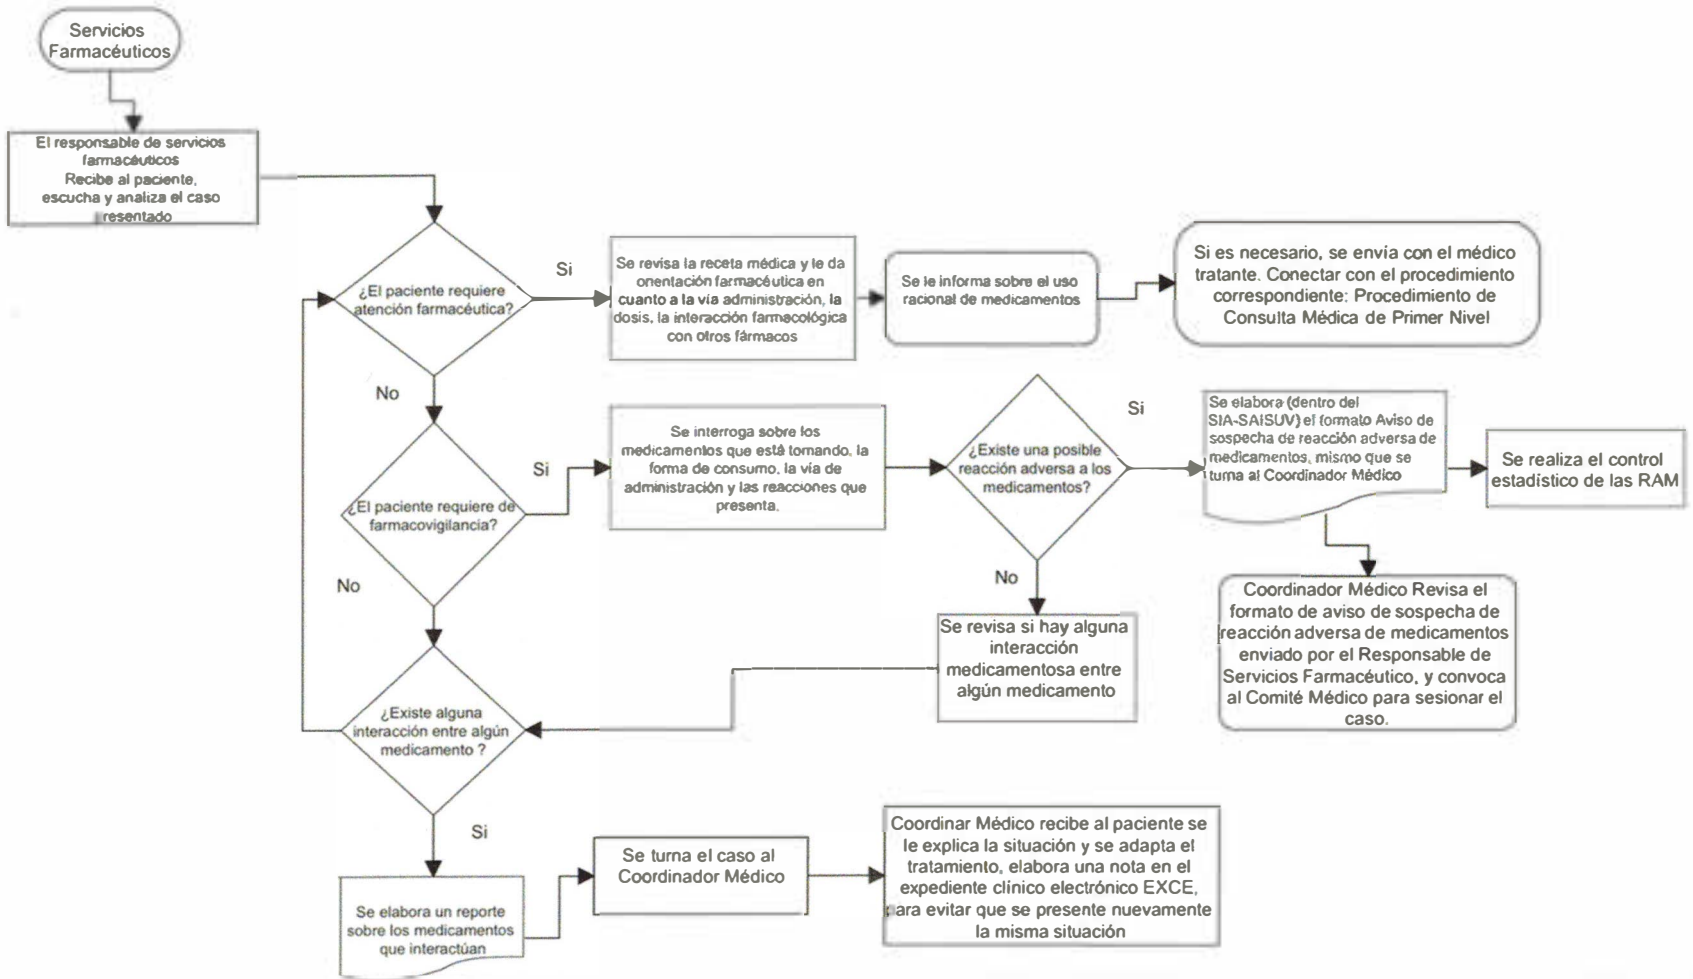 Servicios
Farmacéuticos
El responsable de servicios
farmacéuticos
Recibe al paciente,
escucha y analiza el caso
resentado
¿El paciente requiere
atención farmacéutica?
Si
Se revisa la receta médica y le da
orientación farmacéutica en
cuanto a la vía administración, la
dosis, la interacción farmacológica
con otros fármacos
Se le informa sobre el uso
racional de medicamentos
Si es necesario, se envía con el médico
tratante. Conectar con el procedimiento
correspondiente: Procedimiento de
Consulta Médica de Primer Nivel
No
¿El paciente requiere de
farmacovigilancia?
Si
Se interroga sobre los
medicamentos que está tomando, la
forma de consumo, la vía de
administración y las reacciones que
presenta.
¿Existe una posible
reacción adversa a los
medicamentos?
Si
Se elabora (dentro del
SIA-SAISUV) el formato Aviso de
sospecha de reacción adversa de
medicamentos, mismo que se
turna al Coordinador Médico
Se realiza el control
estadístico de las RAM
Coordinador Médico Revisa el
formato de aviso de sospecha de
reacción adversa de medicamentos
enviado por el Responsable de
Servicios Farmacéutico, y convoca
al Comité Médico para sesionar el
caso.
No
Se revisa si hay alguna
interacción
medicamentosa entre
algún medicamento
No
¿Existe alguna
interacción entre algún
medicamento ?
Si
Se elabora un reporte
sobre los medicamentos
que interactúan
Se turna el caso al
Coordinador Médico
Coordinar Médico recibe al paciente se
le explica la situación y se adapta el
tratamiento, elabora una nota en el
expediente clínico electrónico EXCE,
para evitar que se presente nuevamente
la misma situación